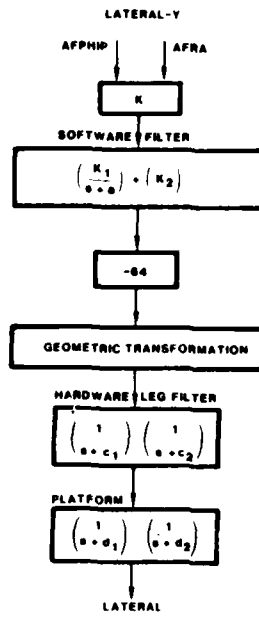 LATERAL-Y
AFPHIP AFRA
K
SOFTWARE FILTER
(K1 / s + a) + (K2)
-64
GEOMETRIC TRANSFORMATION
HARDWARE LEG FILTER
(1 / s + c1) (1 / s + c2)
PLATFORM
(1 / s + d1) (1 / s + d2)
LATERAL